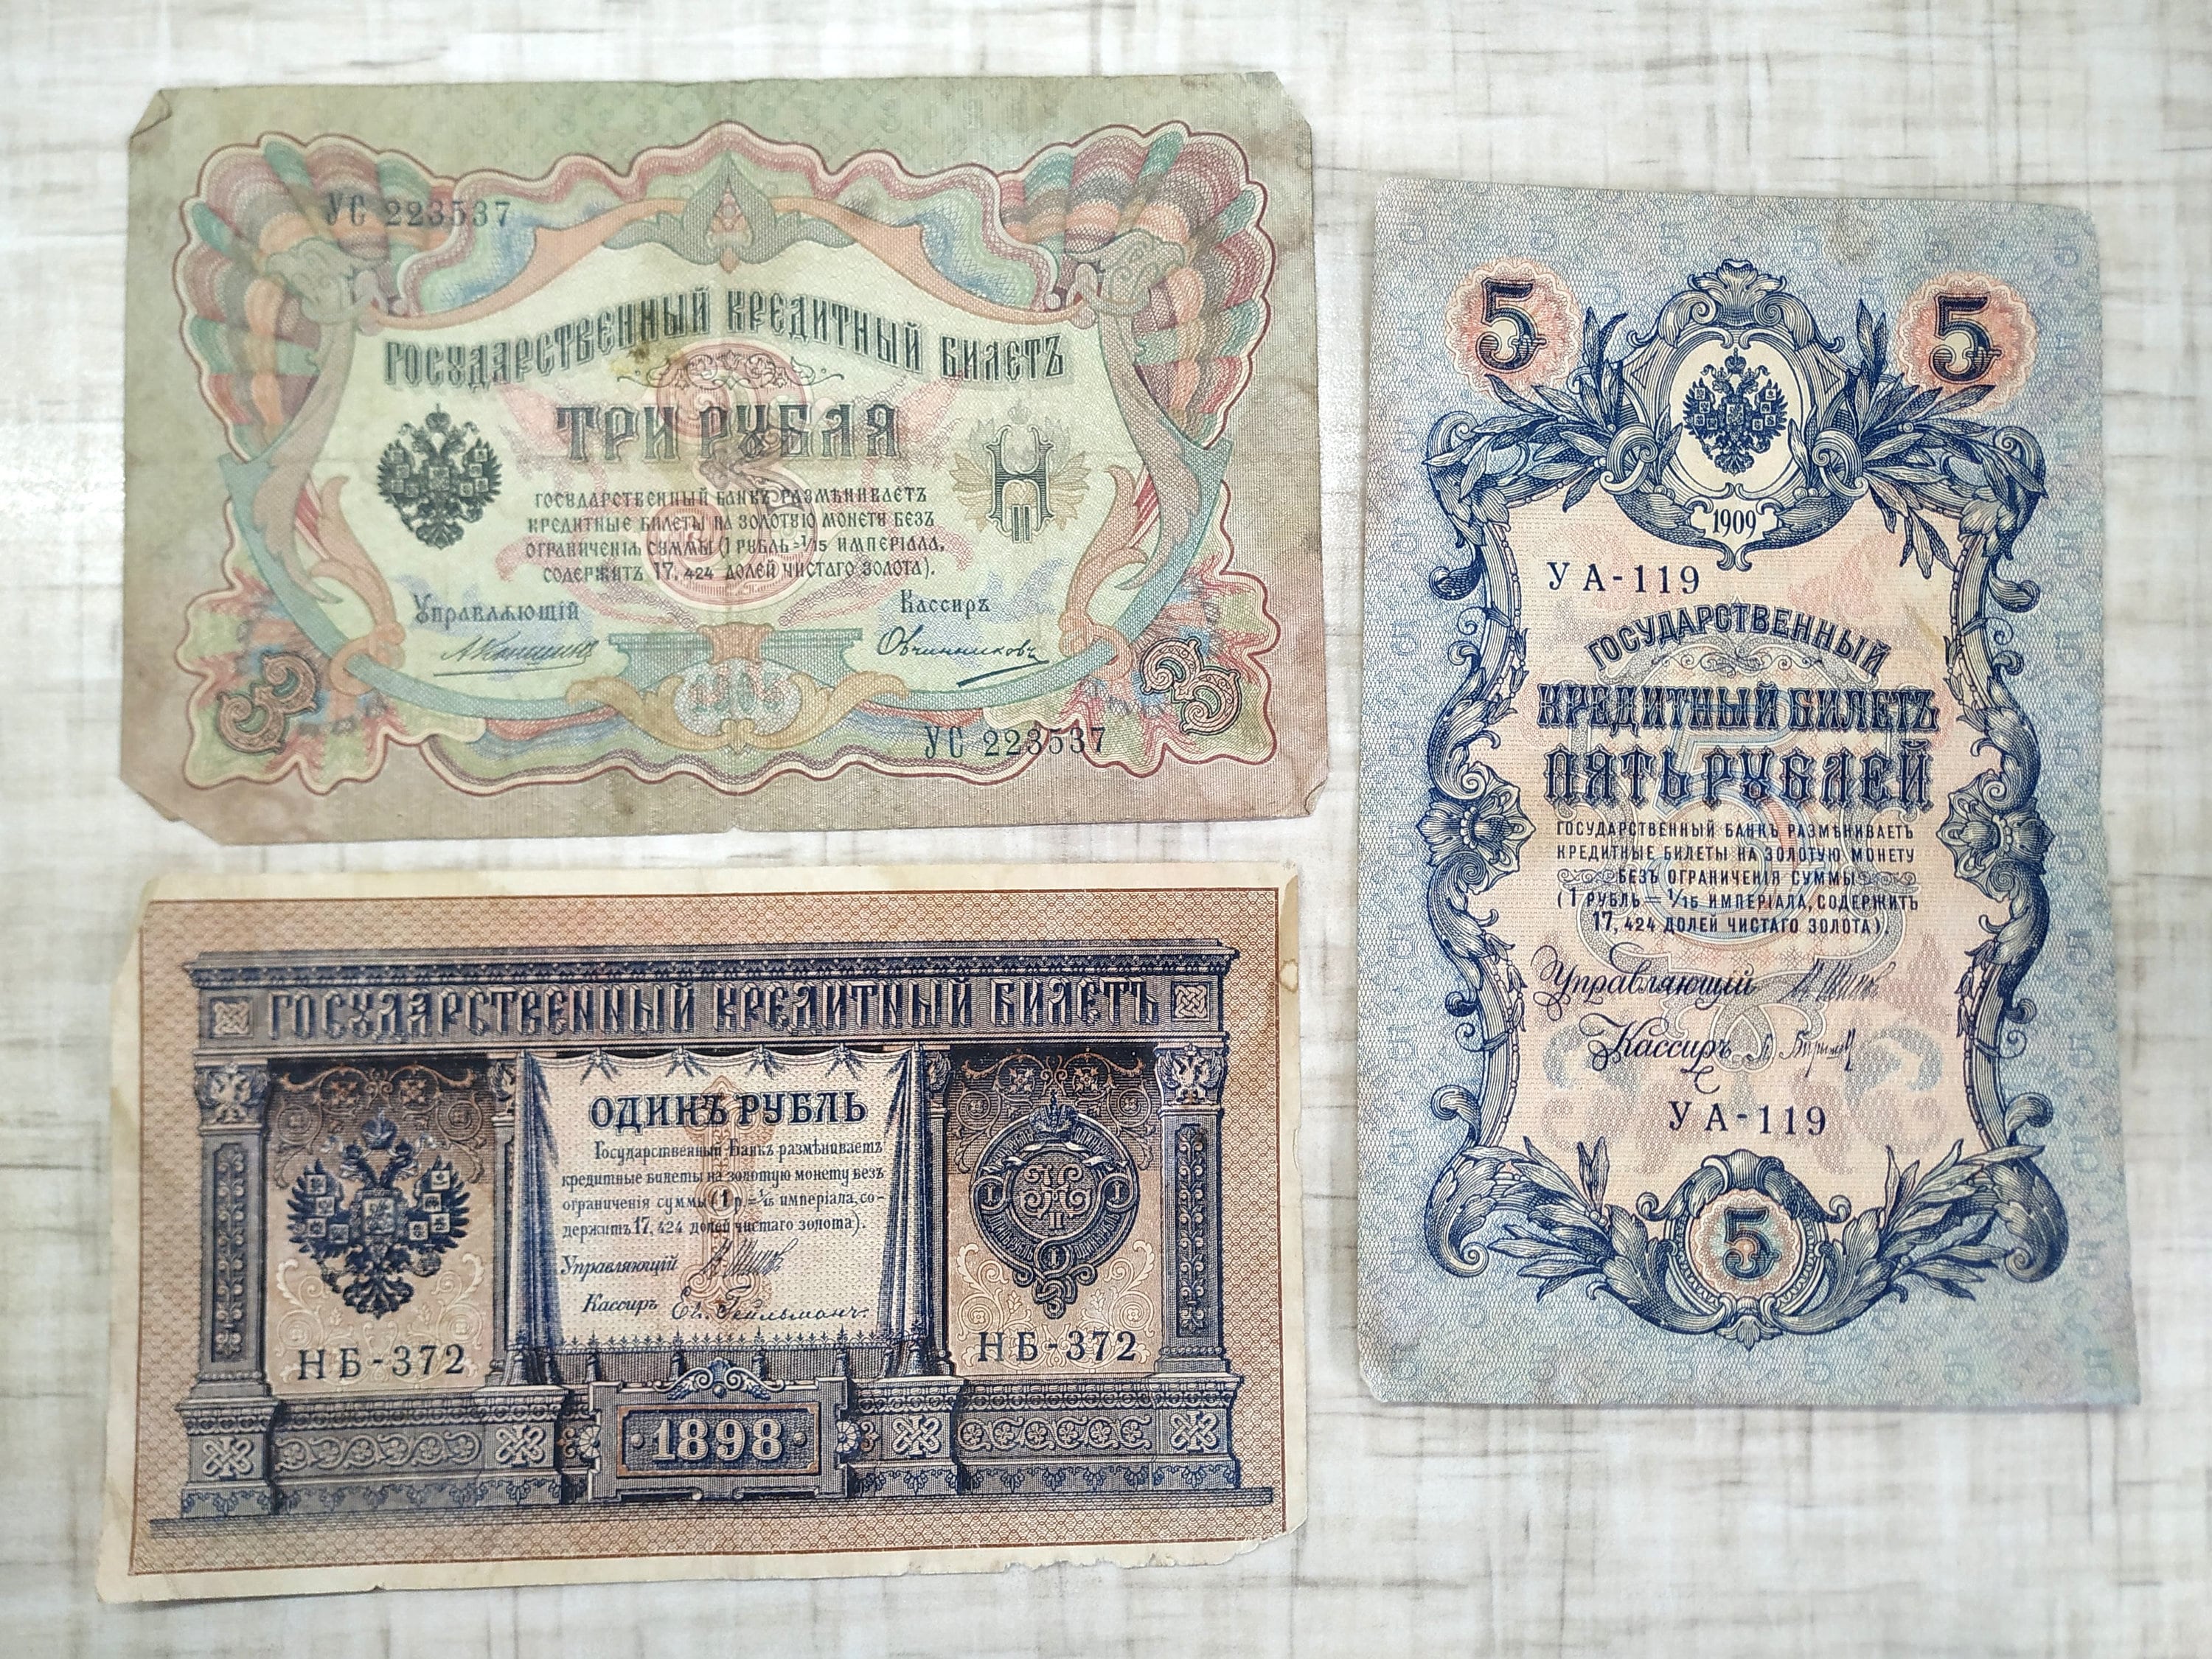 УС 223537
ГОСУДАРСТВЕННЫЙ КРЕДИТНЫЙ БИЛЕТЪ
ТРИ РУБЛЯ
ГОСУДАРСТВЕННЫЙ БАНКЪ РАЗМѢНИВАЕТЪ
КРЕДИТНЫЕ БИЛЕТЫ НА ЗОЛОТУЮ МОНЕТУ БЕЗЪ
ОГРАНИЧЕНІЯ СУММЫ (1 РУБЛЬ = 1/15 ИМПЕРІАЛА,
СОДЕРЖИТЪ 17,424 ДОЛЕЙ ЧИСТАГО ЗОЛОТА).
Управляющій
Кассиръ
Овчинниковъ
3
1905
3
УС 223537
ГОСУДАРСТВЕННЫЙ КРЕДИТНЫЙ БИЛЕТЪ
ОДИНЪ РУБЛЬ
Государственный Банкъ размѣниваетъ
кредитные билеты на золотую монету безъ
ограниченія суммы (1 р. = 1/15 имперіала, со-
держитъ 17,424 долей чистаго золота).
Управляющій
Кассиръ
НБ-372
НБ-372
1898
5
5
1909
УА-119
ГОСУДАРСТВЕННЫЙ
КРЕДИТНЫЙ БИЛЕТЪ
ПЯТЬ РУБЛЕЙ
ГОСУДАРСТВЕННЫЙ БАНКЪ РАЗМѢНИВАЕТЪ
КРЕДИТНЫЕ БИЛЕТЫ НА ЗОЛОТУЮ МОНЕТУ
БЕЗЪ ОГРАНИЧЕНІЯ СУММЫ
(1 РУБЛЬ = 1/15 ИМПЕРІАЛА, СОДЕРЖИТЪ
17,424 ДОЛЕЙ ЧИСТАГО ЗОЛОТА).
Управляющій
Кассиръ
УА-119
5